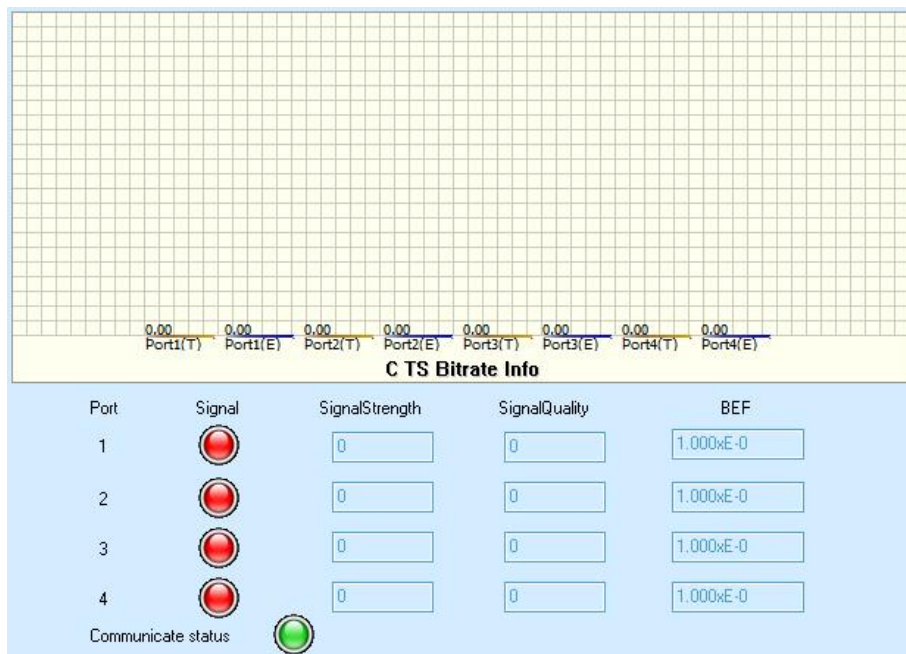 0.00 0.00 0.00 0.00 0.00 0.00 0.00 0.00
Port1(T) Port1(E) Port2(T) Port2(E) Port3(T) Port3(E) Port4(T) Port4(E)
C TS Bitrate Info
Port Signal SignalStrength SignalQuality BEF
1 0 0 1.000xE-0
2 0 0 1.000xE-0
3 0 0 1.000xE-0
4 0 0 1.000xE-0
Communicate status